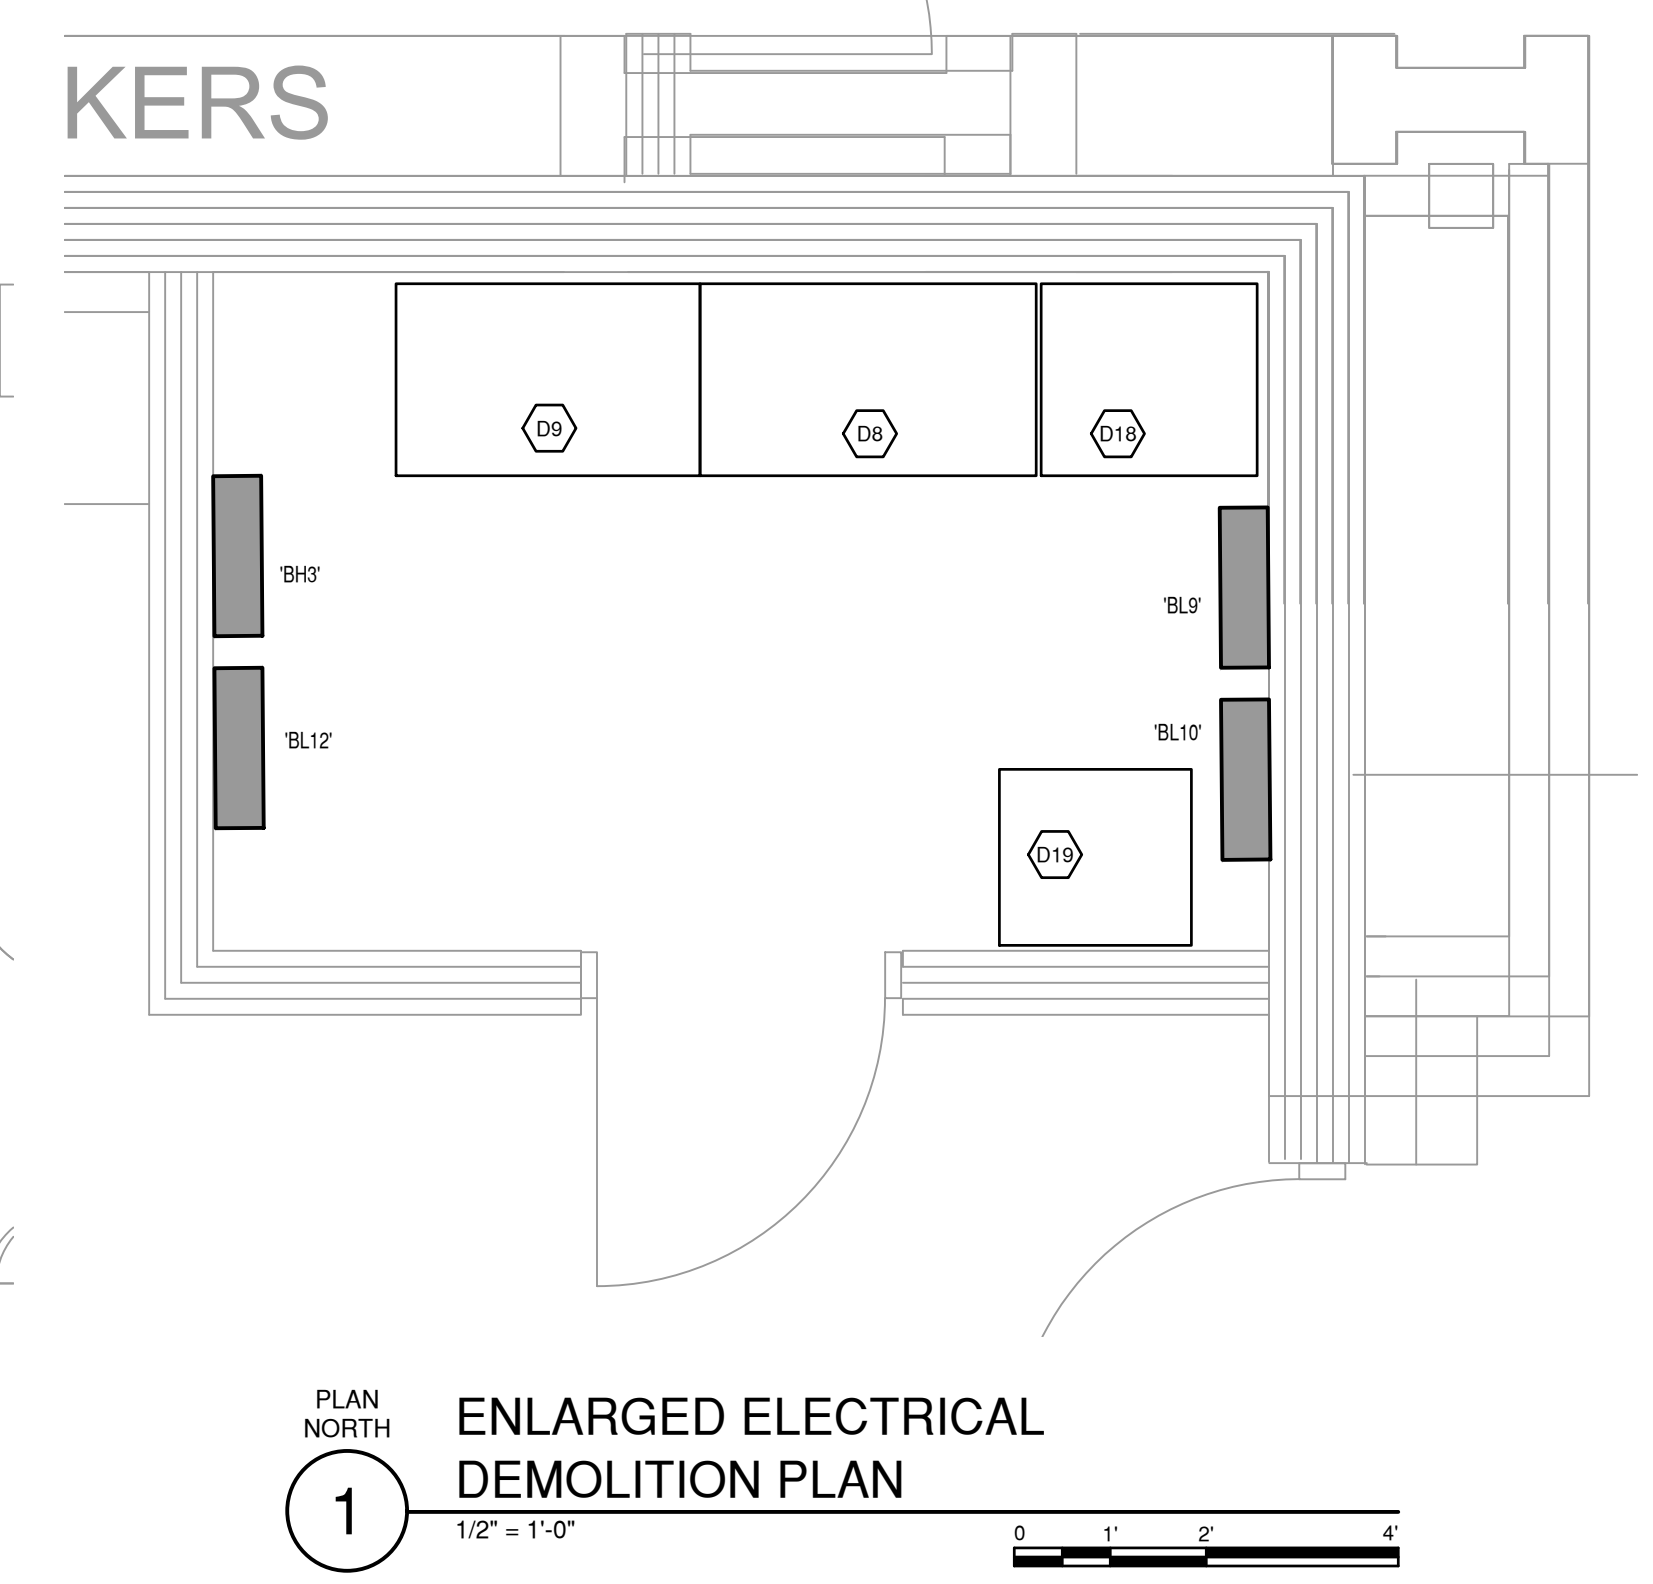 KERS
D9
D8
D18
'BH3'
'BL9'
'BL12'
'BL10'
D19
PLAN
NORTH
1
ENLARGED ELECTRICAL
DEMOLITION PLAN
1/2" = 1'-0"
0 1' 2' 4'